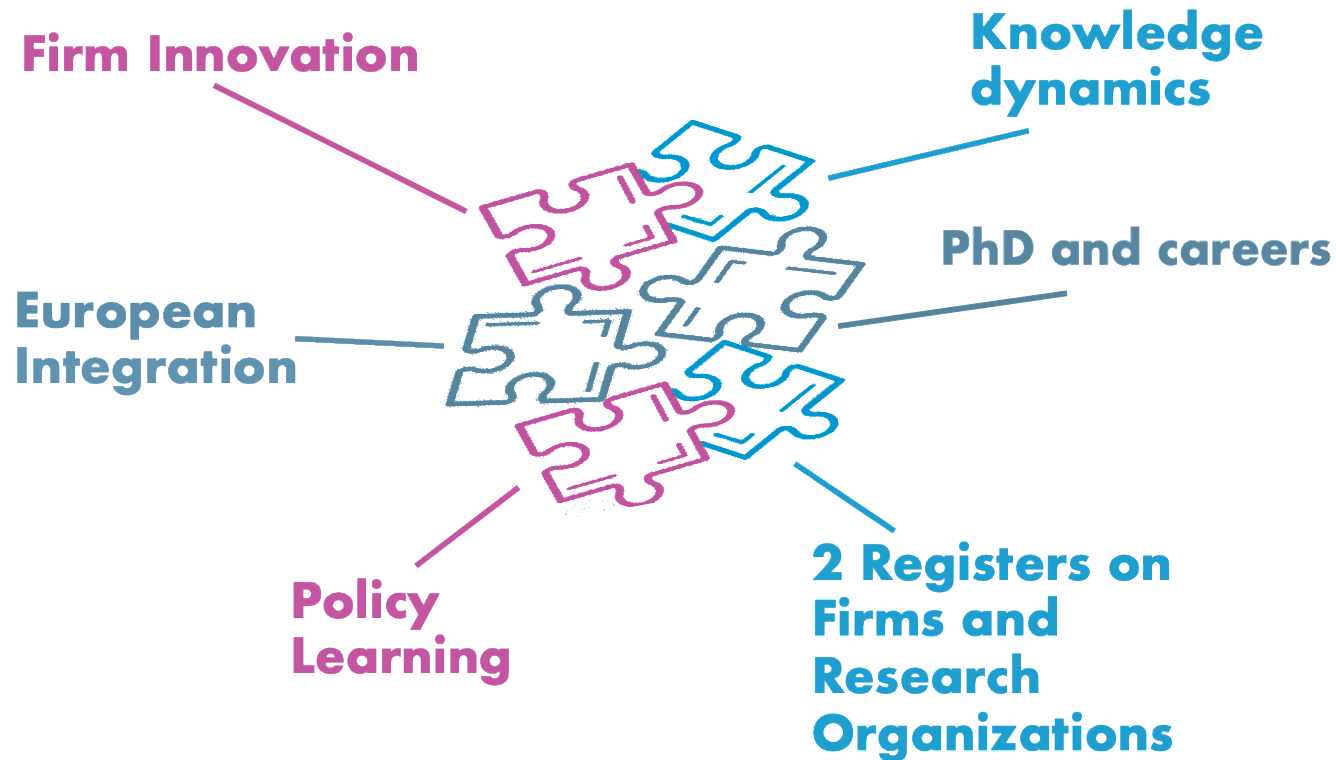 Firm Innovation
Knowledge
dynamics
PhD and careers
European
Integration
Policy
Learning
2 Registers on
Firms and
Research
Organizations